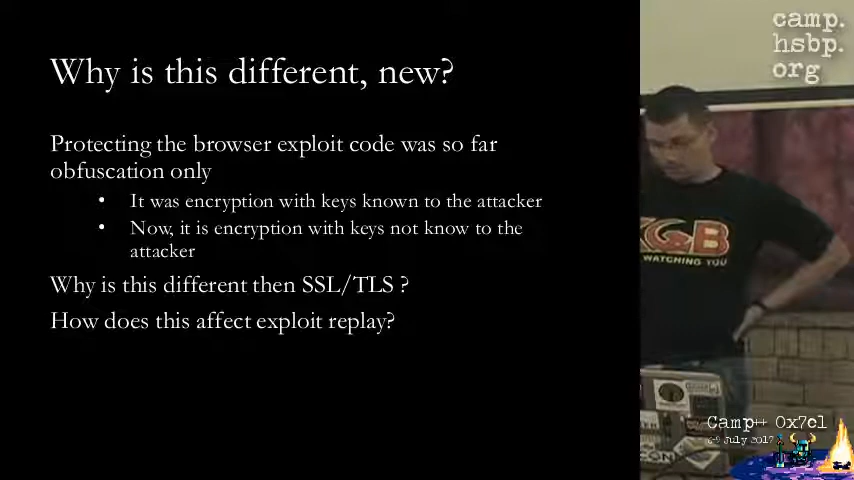 Why is this different, new?
Protecting the browser exploit code was so far
obfuscation only
• It was encryption with keys known to the attacker
• Now, it is encryption with keys not know to the
attacker
Why is this different then SSL/TLS ?
How does this affect exploit replay?
camp.
hsbp.
org
KGB
WATCHING YOU
Camp++ 0x7e1
6-9 July 2017